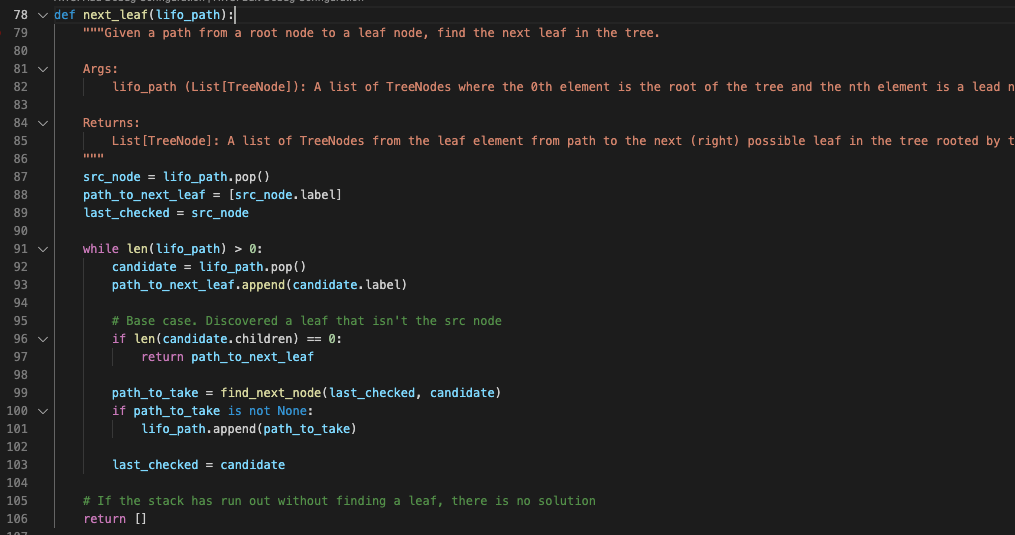 78 def next_leaf(lifo_path):
79 """Given a path from a root node to a leaf node, find the next leaf in the tree.
80
81 Args:
82 lifo_path (List[TreeNode]): A list of TreeNodes where the 0th element is the root of the tree and the nth element is a lead n
83
84 Returns:
85 List[TreeNode]: A list of TreeNodes from the leaf element from path to the next (right) possible leaf in the tree rooted by t
86 """
87 src_node = lifo_path.pop()
88 path_to_next_leaf = [src_node.label]
89 last_checked = src_node
90
91 while len(lifo_path) > 0:
92 candidate = lifo_path.pop()
93 path_to_next_leaf.append(candidate.label)
94
95 # Base case. Discovered a leaf that isn't the src node
96 if len(candidate.children) == 0:
97 return path_to_next_leaf
98
99 path_to_take = find_next_node(last_checked, candidate)
100 if path_to_take is not None:
101 lifo_path.append(path_to_take)
102
103 last_checked = candidate
104
105 # If the stack has run out without finding a leaf, there is no solution
106 return []